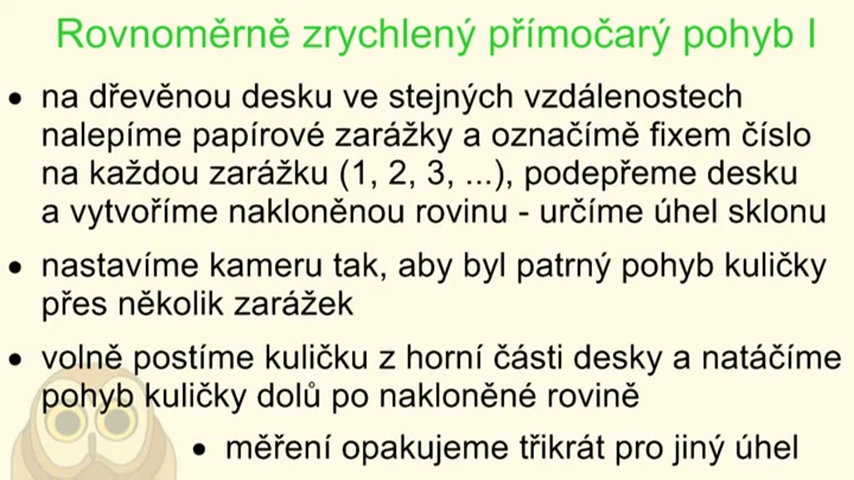 Rovnoměrně zrychlený přímočarý pohyb I
• na dřevěnou desku ve stejných vzdálenostech
nalepíme papírové zarážky a označímě fixem číslo
na každou zarážku (1, 2, 3, ...), podepřeme desku
a vytvoříme nakloněnou rovinu - určíme úhel sklonu
• nastavíme kameru tak, aby byl patrný pohyb kuličky
přes několik zarážek
• volně postíme kuličku z horní části desky a natáčíme
pohyb kuličky dolů po nakloněné rovině
• měření opakujeme třikrát pro jiný úhel